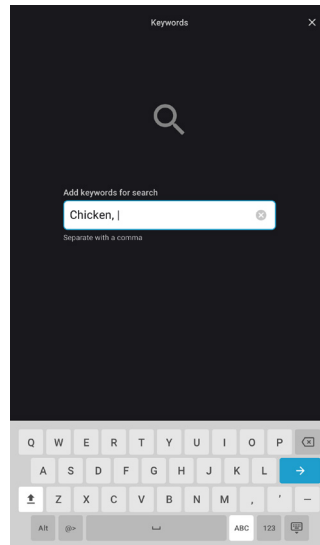 Keywords
Add keywords for search
Chicken,
Separate with a comma
Q W E R T Y U I O P
A S D F G H J K L
Z X C V B N M , ' –
Alt @> ABC 123